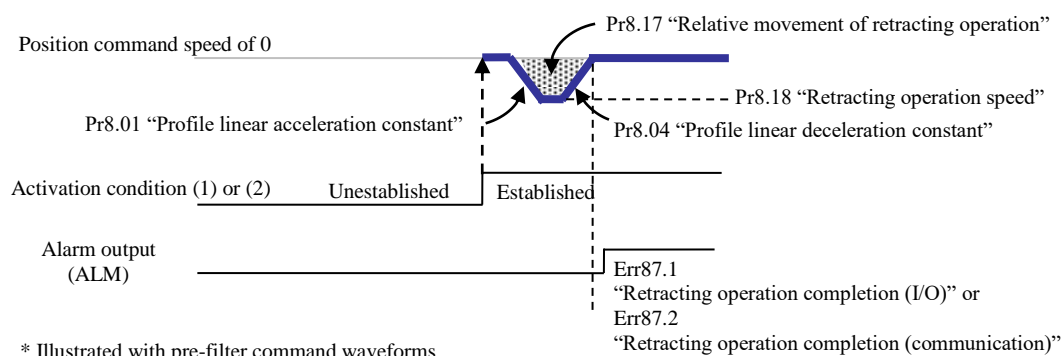 Pr8.17 “Relative movement of retracting operation”
Position command speed of 0
Pr8.18 “Retracting operation speed”
Pr8.01 “Profile linear acceleration constant”
Pr8.04 “Profile linear deceleration constant”
Activation condition (1) or (2)
Unestablished
Established
Alarm output
(ALM)
Err87.1
“Retracting operation completion (I/O)” or
Err87.2
“Retracting operation completion (communication)”
* Illustrated with pre-filter command waveforms